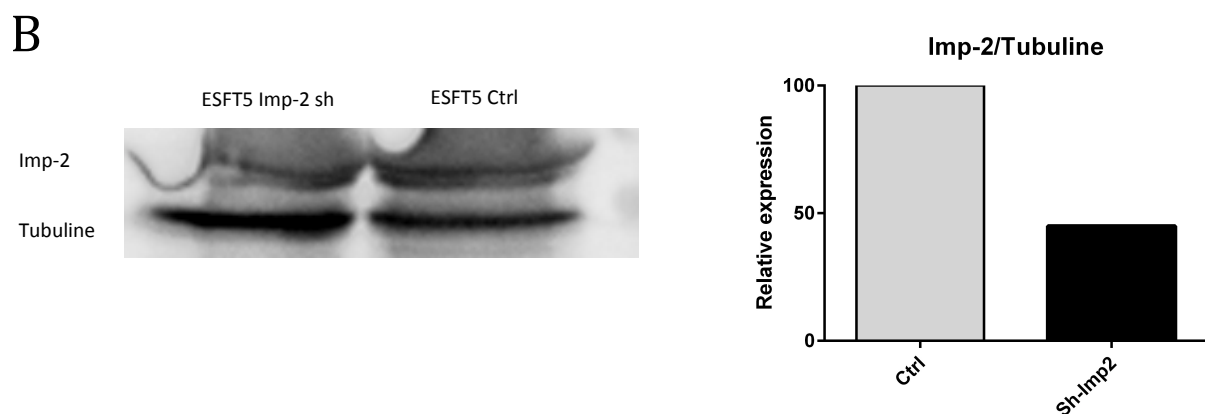 B
ESFT5 Imp-2 sh
ESFT5 Ctrl
Imp-2
Tubuline
Imp-2/Tubuline
Relative expression
100
50
0
Ctrl
Sh-Imp2